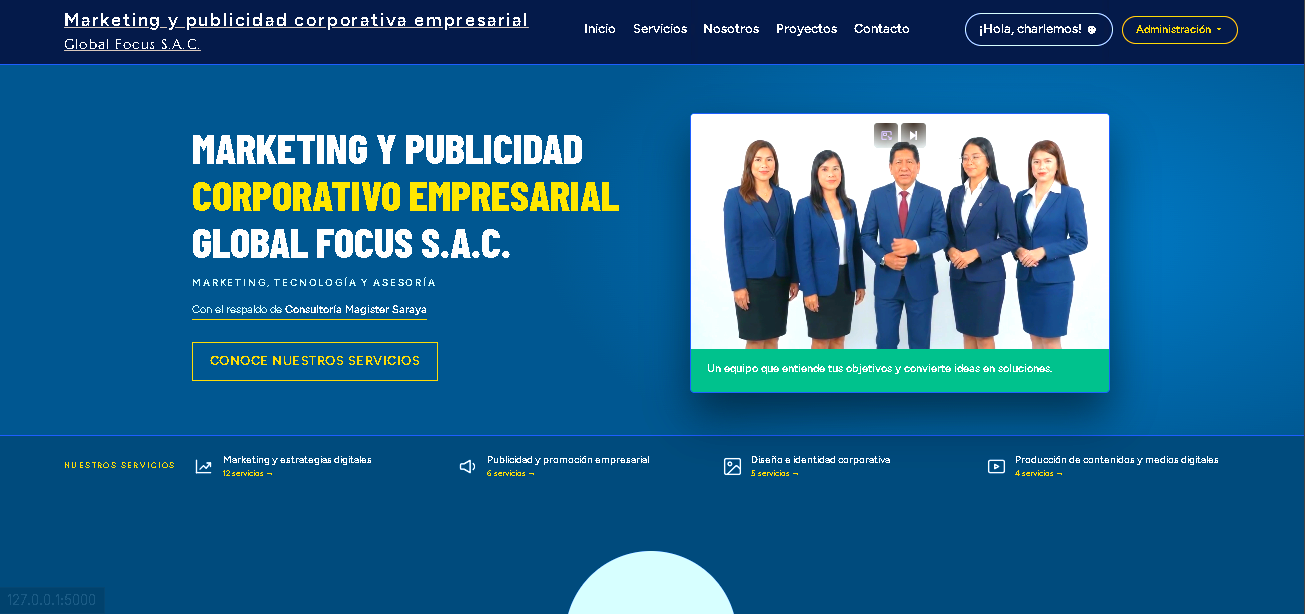 Marketing y publicidad corporativa empresarial
Global Focus S.A.C.
Inicio Servicios Nosotros Proyectos Contacto
¡Hola, charlemos!
Administración
MARKETING Y PUBLICIDAD
CORPORATIVO EMPRESARIAL
GLOBAL FOCUS S.A.C.
MARKETING, TECNOLOGÍA Y ASESORÍA
Con el respaldo de Consultoría Magister Saraya
CONOCE NUESTROS SERVICIOS
Un equipo que entiende tus objetivos y convierte ideas en soluciones.
NUESTROS SERVICIOS
Marketing y estrategias digitales
12 servicios →
Publicidad y promoción empresarial
6 servicios →
Diseño e identidad corporativa
5 servicios →
Producción de contenidos y medios digitales
4 servicios →
127.0.0.1:5000